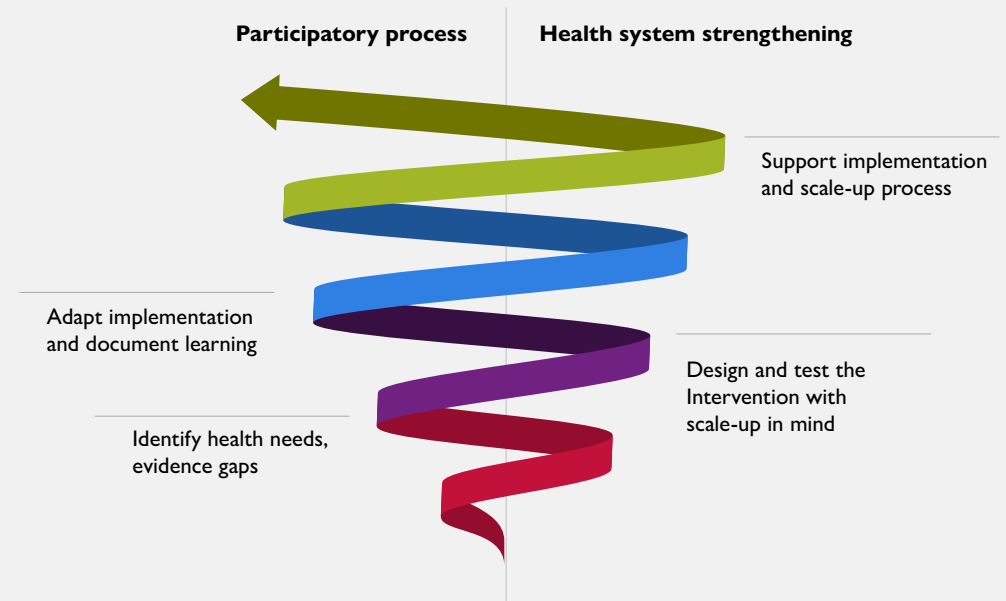 Participatory process
Health system strengthening
Support implementation
and scale-up process
Adapt implementation
and document learning
Design and test the
Intervention with
scale-up in mind
Identify health needs,
evidence gaps